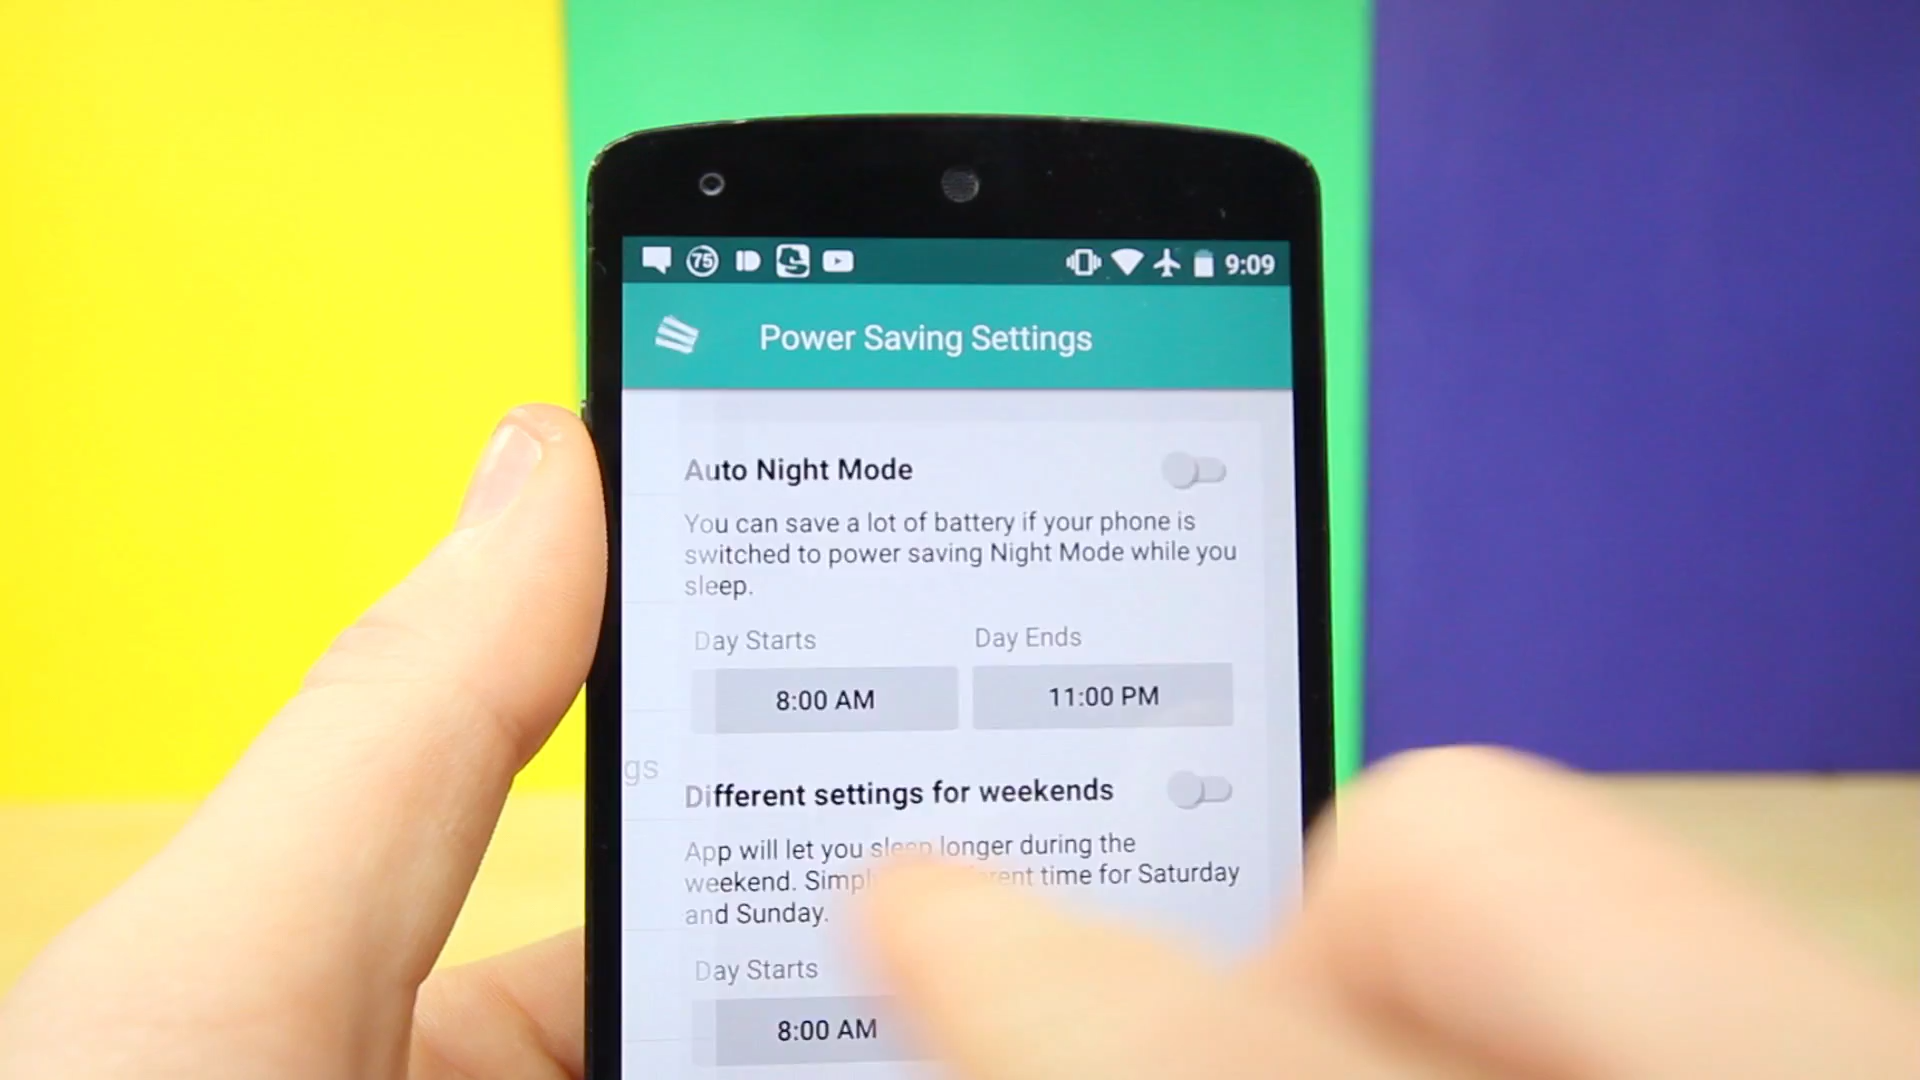 75
9:09
Power Saving Settings
Auto Night Mode
You can save a lot of battery if your phone is
switched to power saving Night Mode while you
sleep.
Day Starts
Day Ends
8:00 AM
11:00 PM
gs
Different settings for weekends
App will let you sleep longer during the
weekend. time for Saturday
and Sunday.
Day Starts
8:00 AM